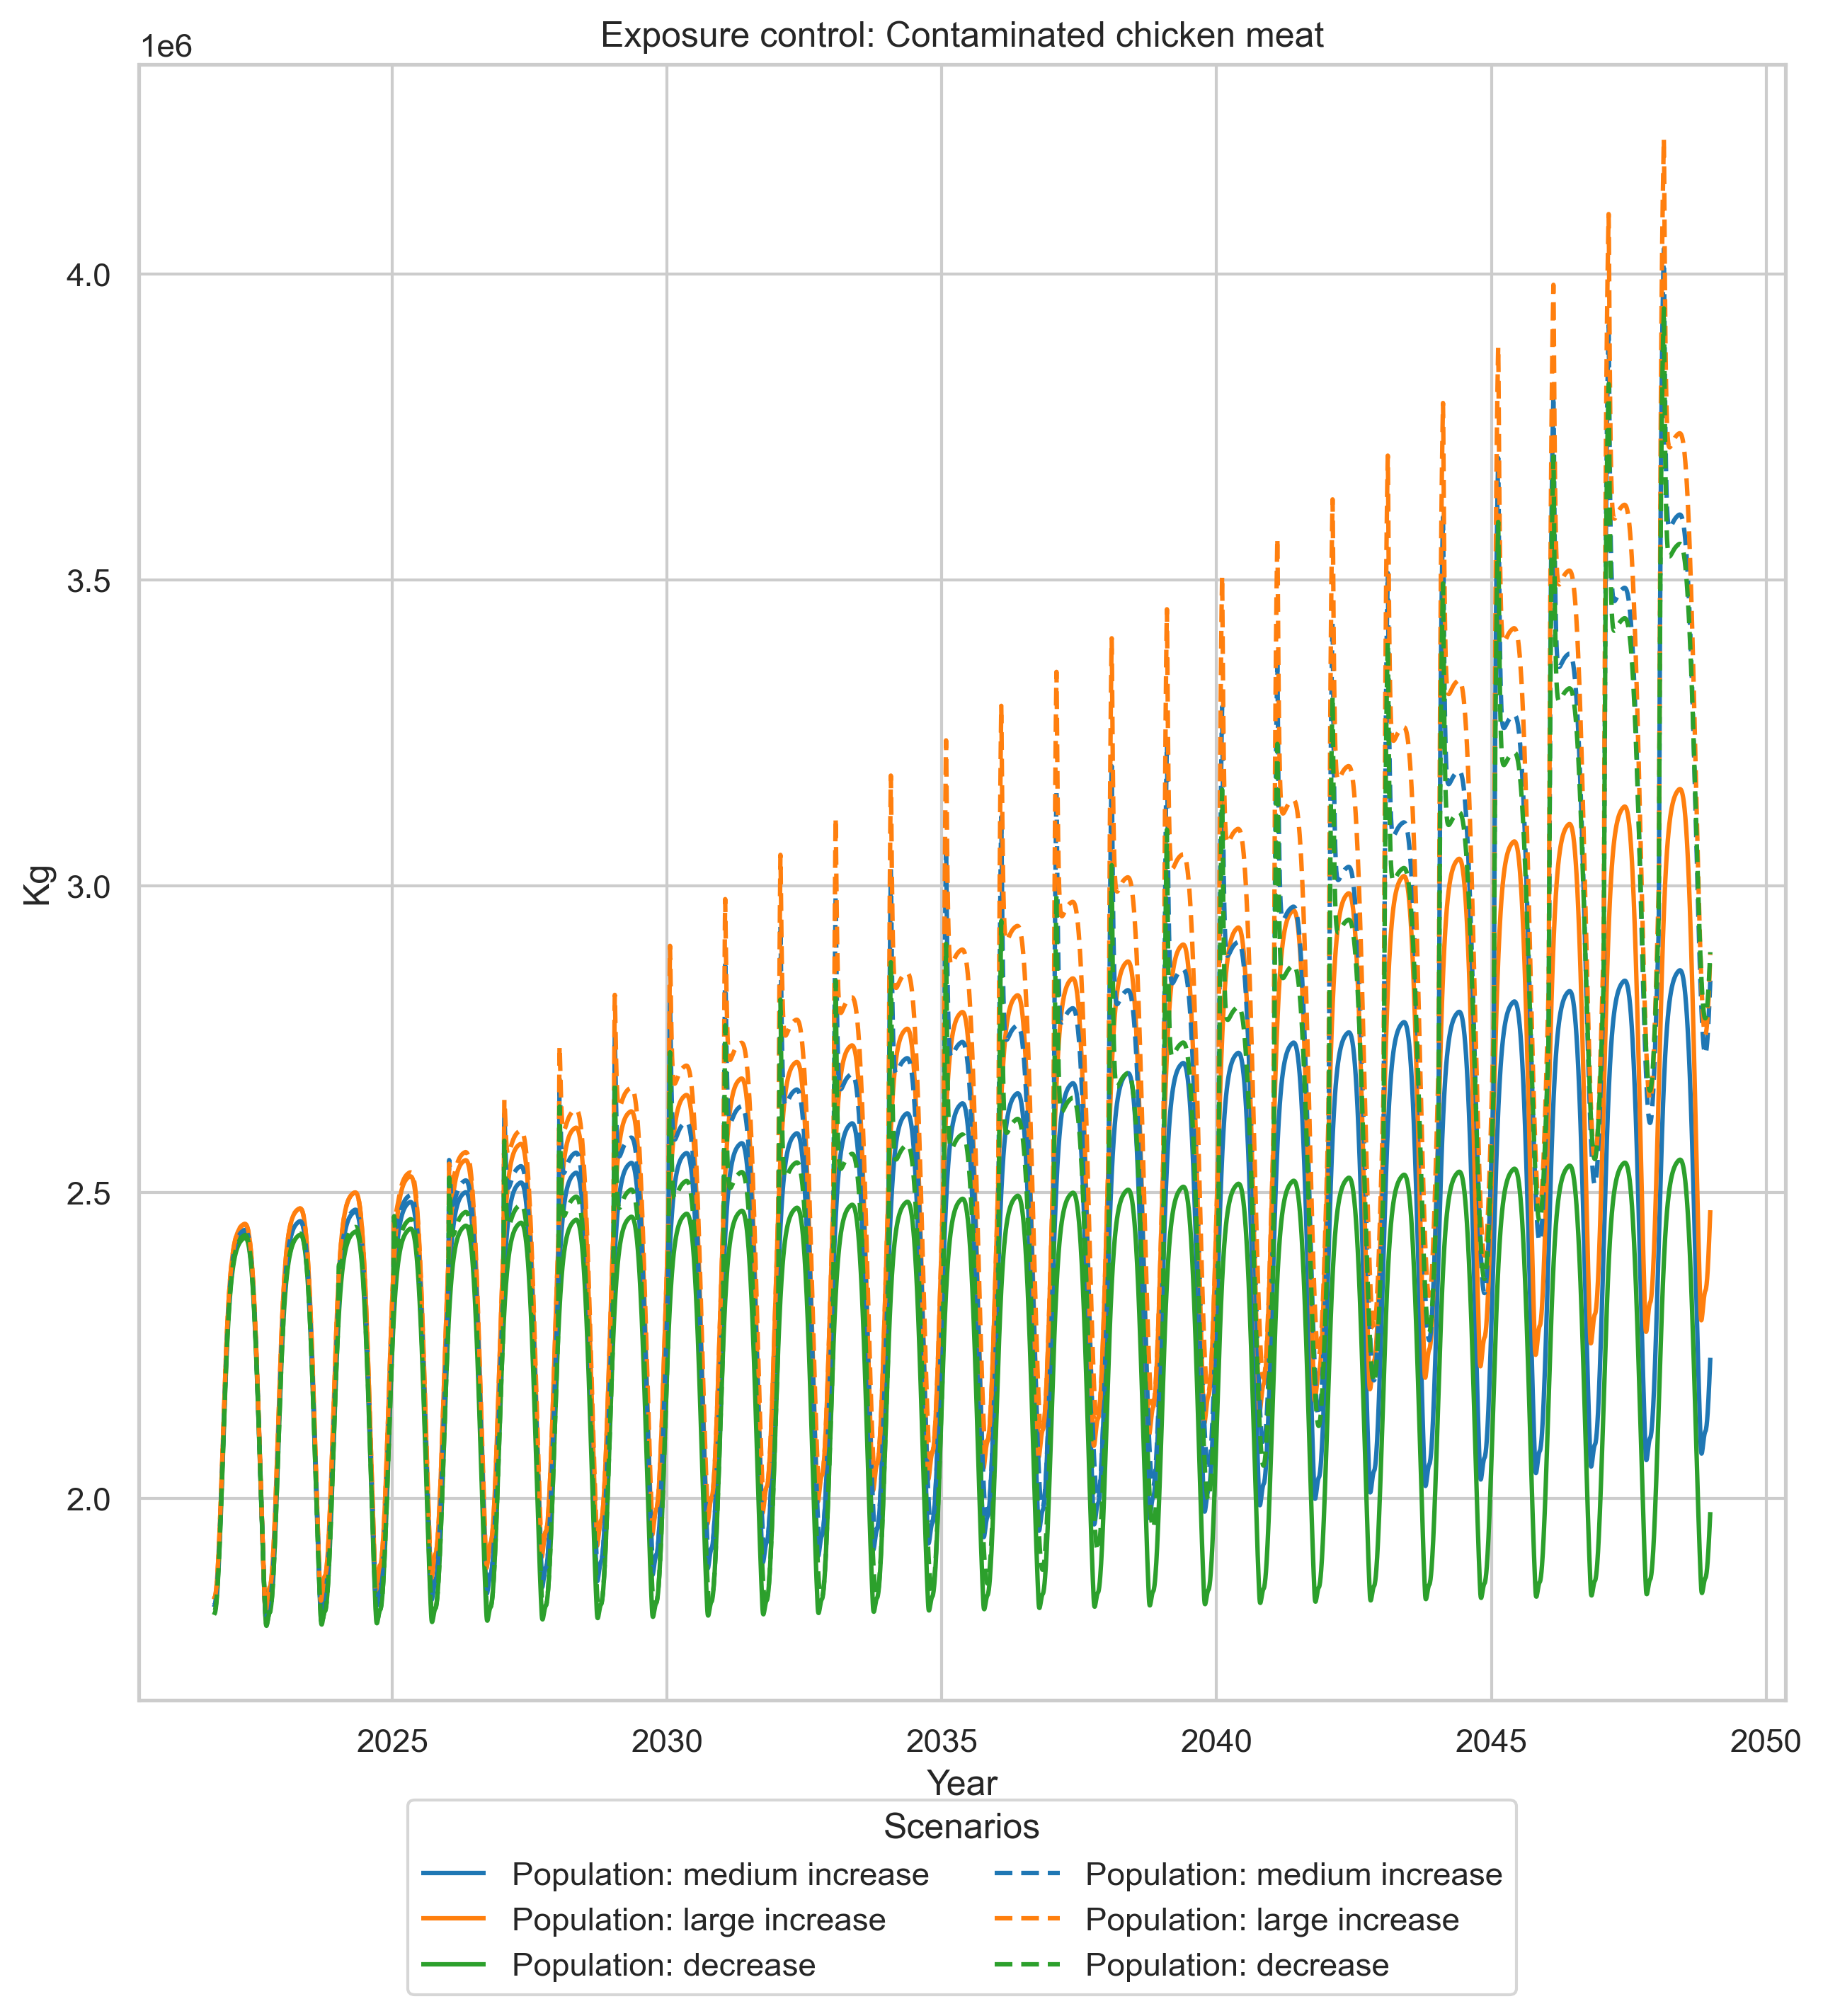 Exposure control: Contaminated chicken meat
1e6
4.0
3.5
3.0
2.5
2.0
Kg
2025 2030 2035 2040 2045 2050
Year
Scenarios
Population: medium increase Population: medium increase
Population: large increase Population: large increase
Population: decrease Population: decrease